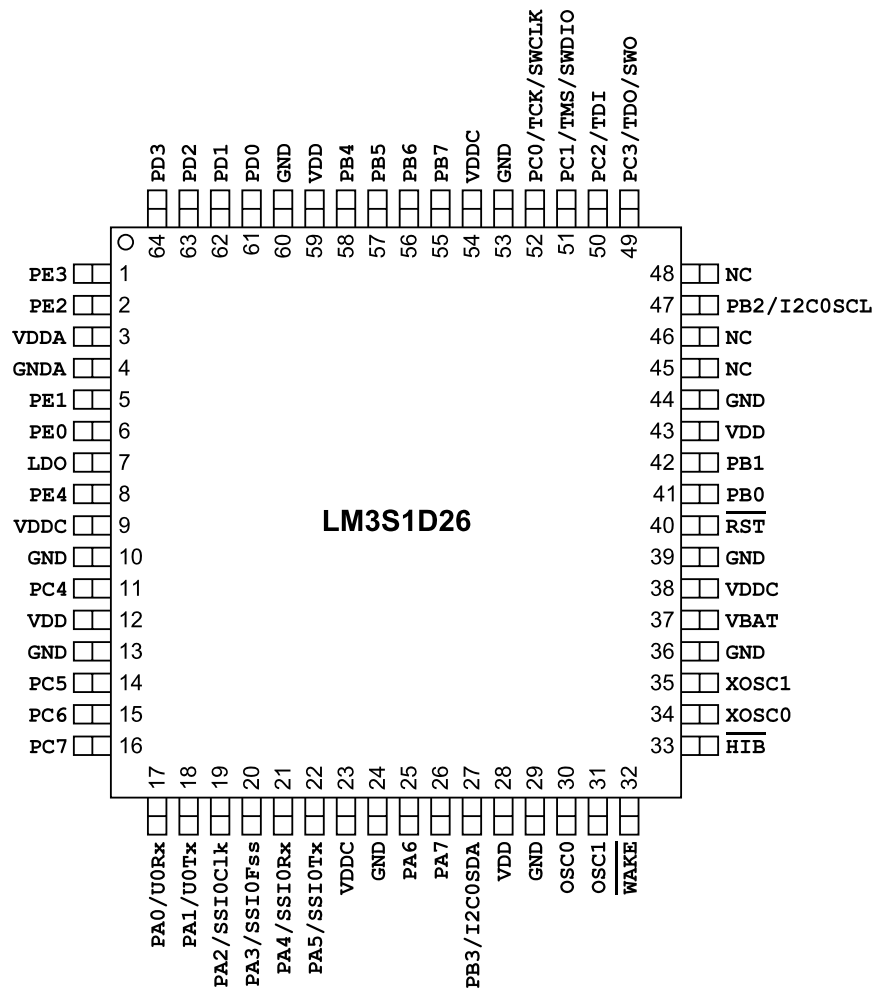 PD3
PD2
PD1
PD0
GND
VDD
PB4
PB5
PB6
PB7
VDDC
GND
PC0/TCK/SWCLK
PC1/TMS/SWDIO
PC2/TDI
PC3/TDO/SWO
64
63
62
61
60
59
58
57
56
55
54
53
52
51
50
49
PE3 1
PE2 2
VDDA 3
GNDA 4
PE1 5
PE0 6
LDO 7
PE4 8
VDDC 9
GND 10
PC4 11
VDD 12
GND 13
PC5 14
PC6 15
PC7 16
LM3S1D26
48 NC
47 PB2/I2C0SCL
46 NC
45 NC
44 GND
43 VDD
42 PB1
41 PB0
40 RST
39 GND
38 VDDC
37 VBAT
36 GND
35 XOSC1
34 XOSC0
33 HIB
17
18
19
20
21
22
23
24
25
26
27
28
29
30
31
32
PA0/U0Rx
PA1/U0Tx
PA2/SSI0Clk
PA3/SSI0Fss
PA4/SSI0Rx
PA5/SSI0Tx
VDDC
GND
PA6
PA7
PB3/I2C0SDA
VDD
GND
OSC0
OSC1
WAKE